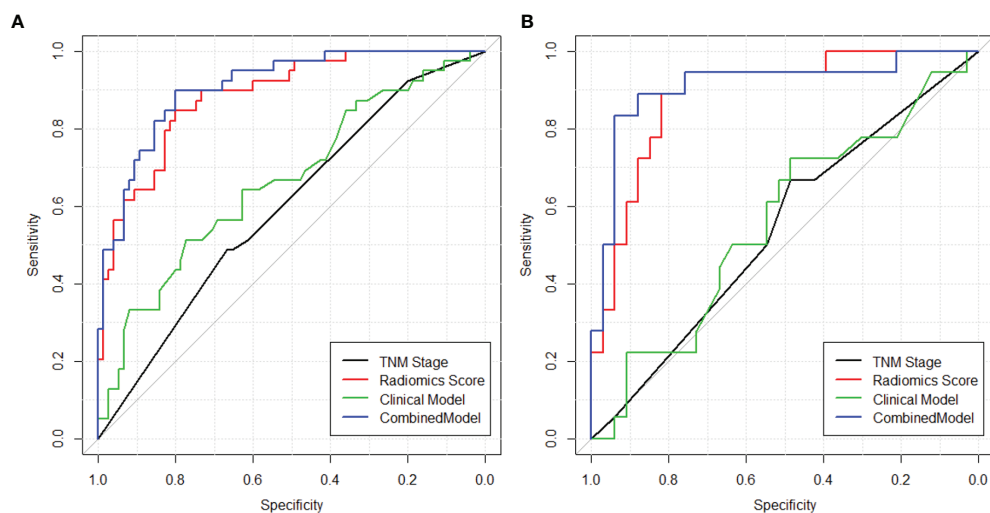 A
1.0
0.8
0.6
0.4
0.2
0.0
Sensitivity
TNM Stage
Radiomics Score
Clinical Model
CombinedModel
1.0 0.8 0.6 0.4 0.2 0.0
Specificity
B
1.0
0.8
0.6
0.4
0.2
0.0
Sensitivity
TNM Stage
Radiomics Score
Clinical Model
CombinedModel
1.0 0.8 0.6 0.4 0.2 0.0
Specificity